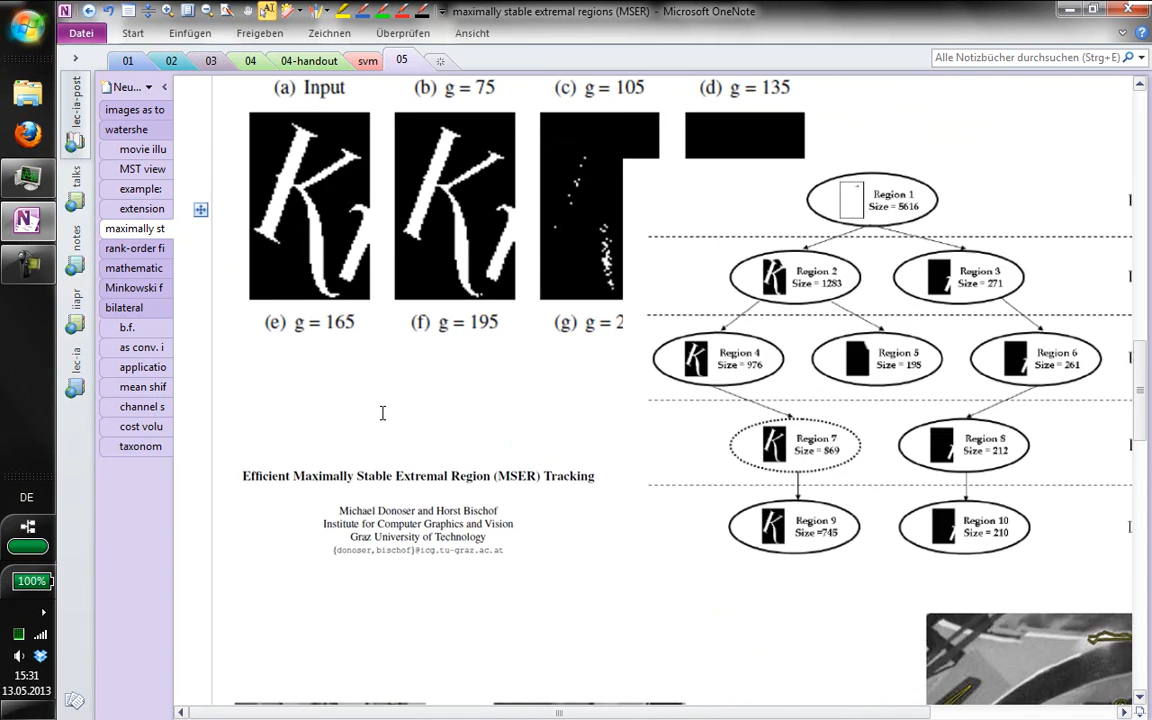 maximally stable extremal regions (MSER) - Microsoft OneNote
Datei Start Einfügen Freigeben Zeichnen Überprüfen Ansicht
01 02 03 04 04-handout svm 05
Alle Notizbücher durchsuchen (Strg+E)
lec-ia-post
talks
notes
iiapr
lec-ia
Neu...
images as to
watershe
movie illu
MST view
example:
extension
maximally st
rank-order fi
mathematic
Minkowski f
bilateral
b.f.
as conv. i
applicatio
mean shif
channel s
cost volu
taxonom
(a) Input (b) g = 75 (c) g = 105 (d) g = 135
(e) g = 165 (f) g = 195 (g) g = 2
Region 1
Size = 5616
Region 2
Size = 1283
Region 3
Size = 271
Region 4
Size = 976
Region 5
Size = 195
Region 6
Size = 261
Region 7
Size = 869
Region 8
Size = 212
Region 9
Size =745
Region 10
Size = 210
Efficient Maximally Stable Extremal Region (MSER) Tracking
Michael Donoser and Horst Bischof
Institute for Computer Graphics and Vision
Graz University of Technology
{donoser,bischof}@icg.tu-graz.ac.at
DE
100%
15:31
13.05.2013